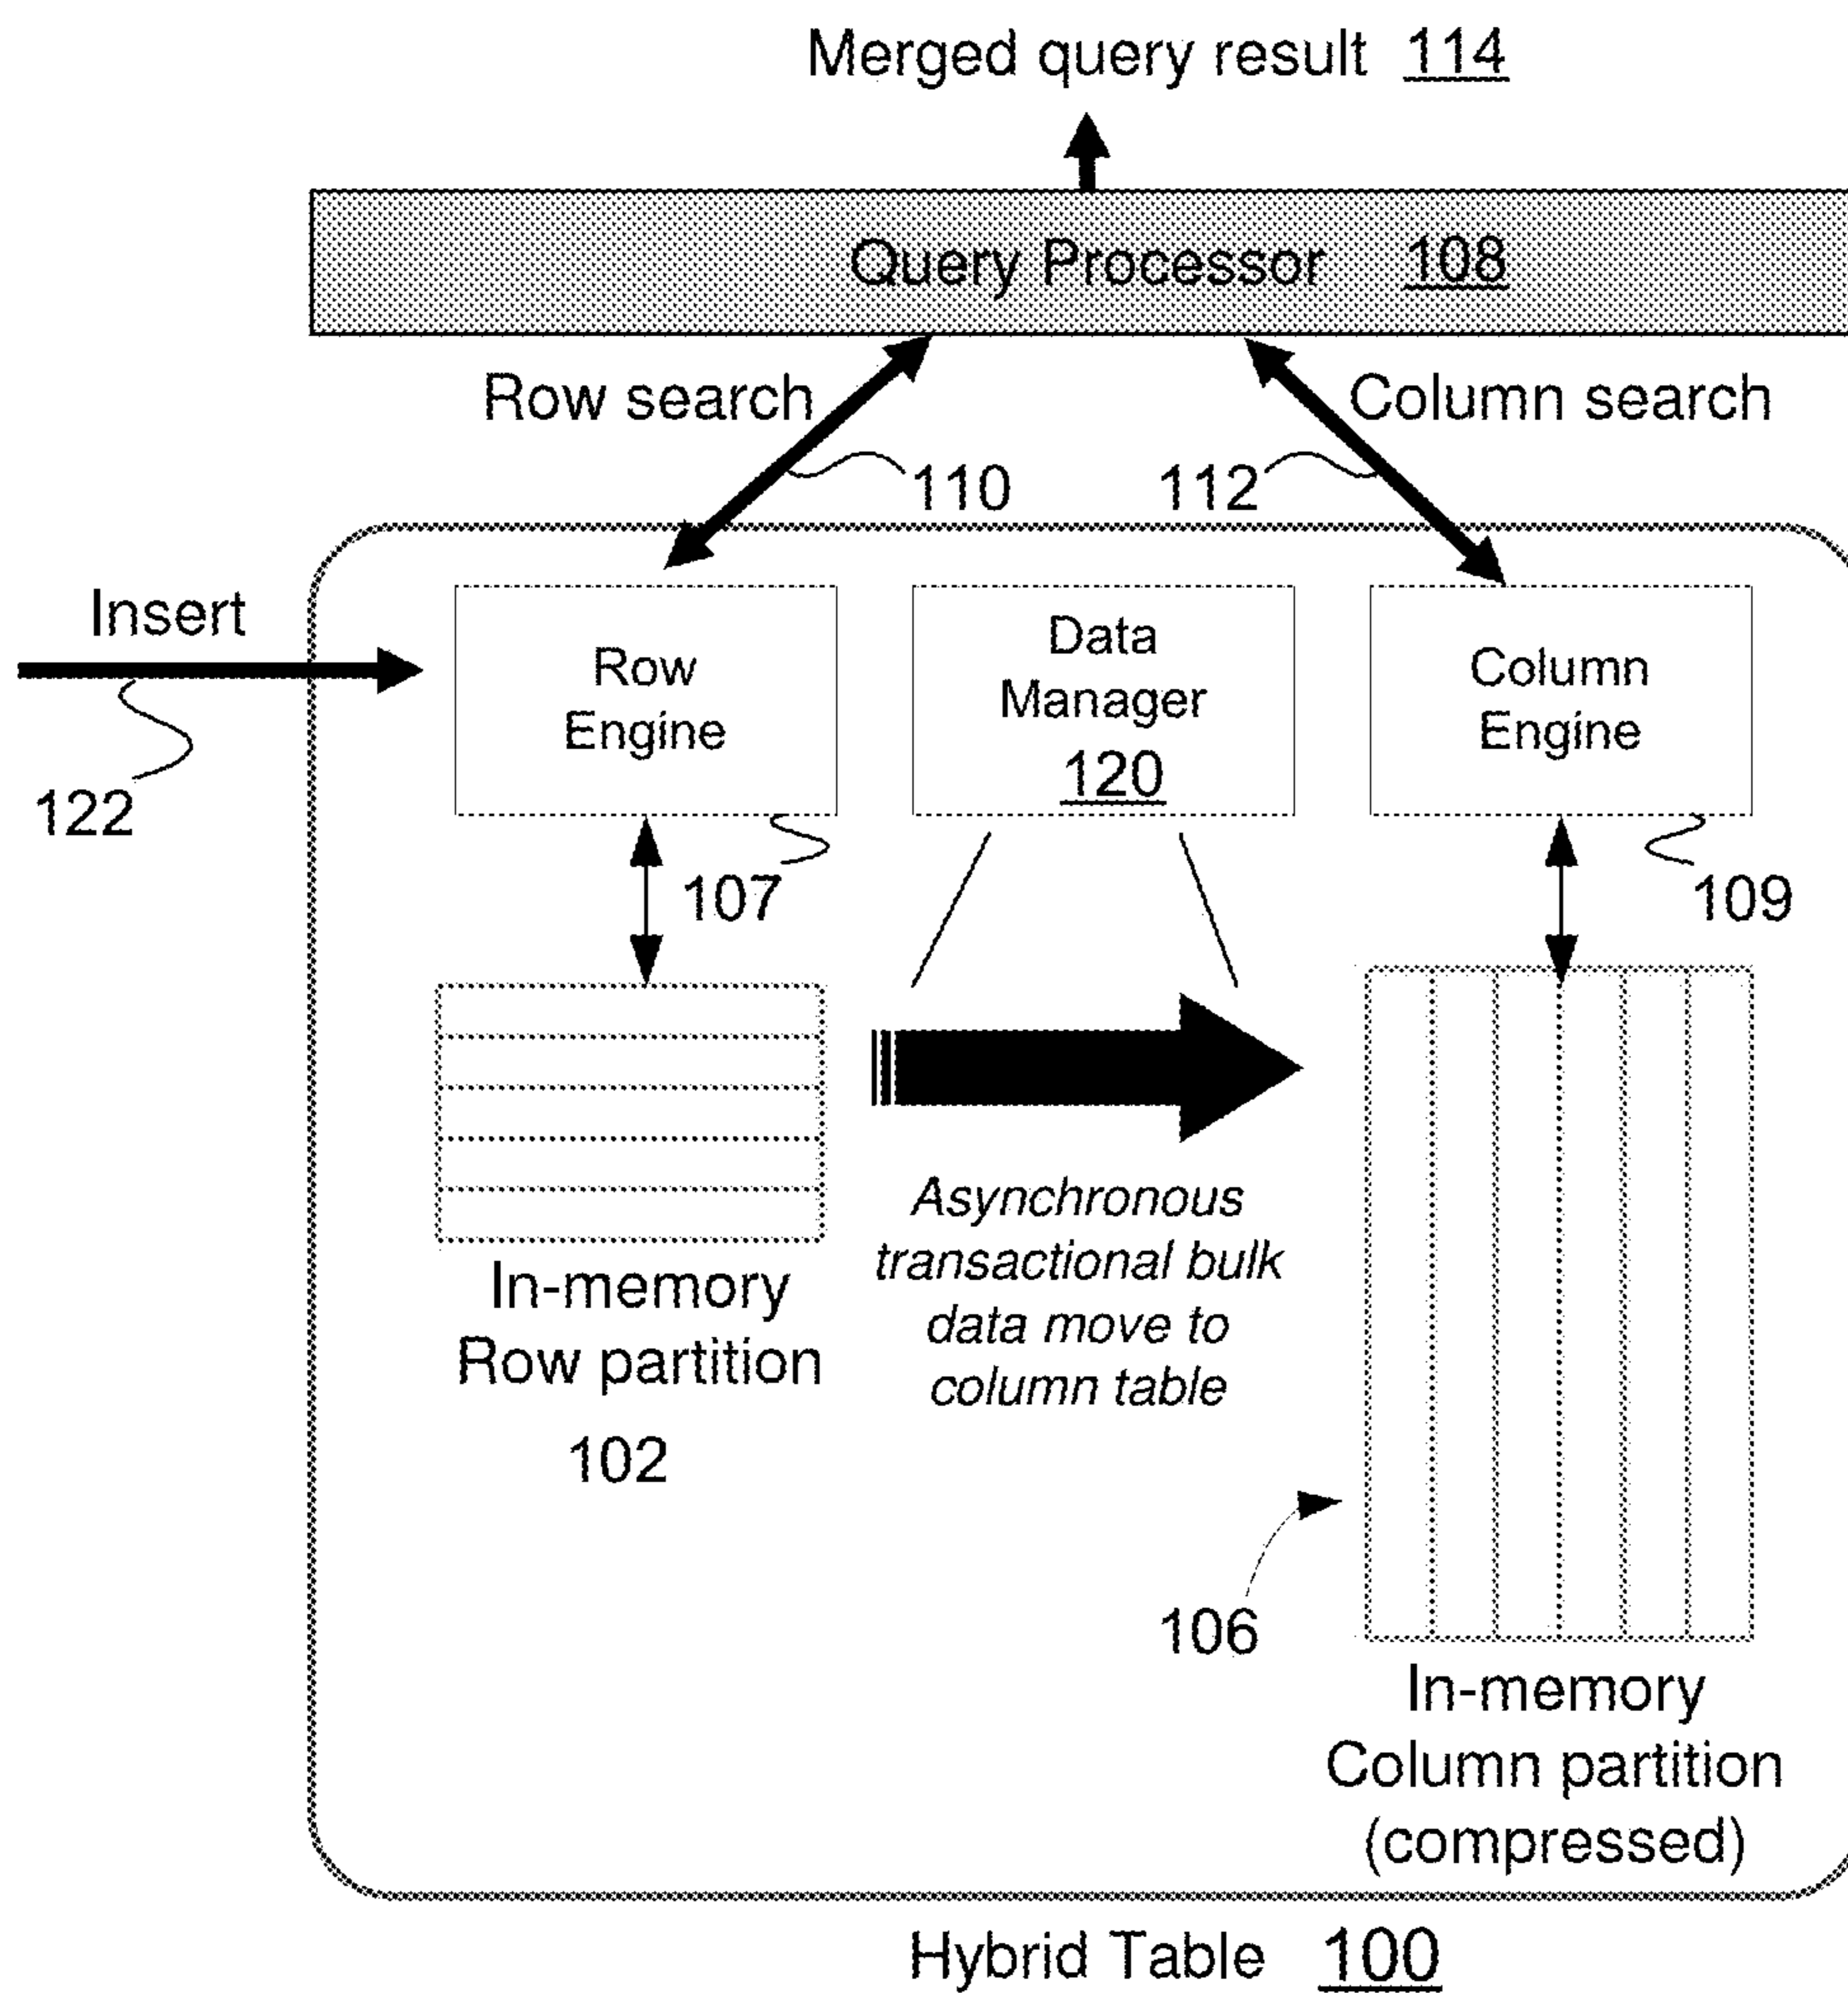 Merged query result 114
Query Processor 108
Row search
Column search
110
112
Insert
122
Row
Engine
107
Data
Manager
120
Column
Engine
109
In-memory
Row partition
102
Asynchronous
transactional bulk
data move to
column table
106
In-memory
Column partition
(compressed)
Hybrid Table 100